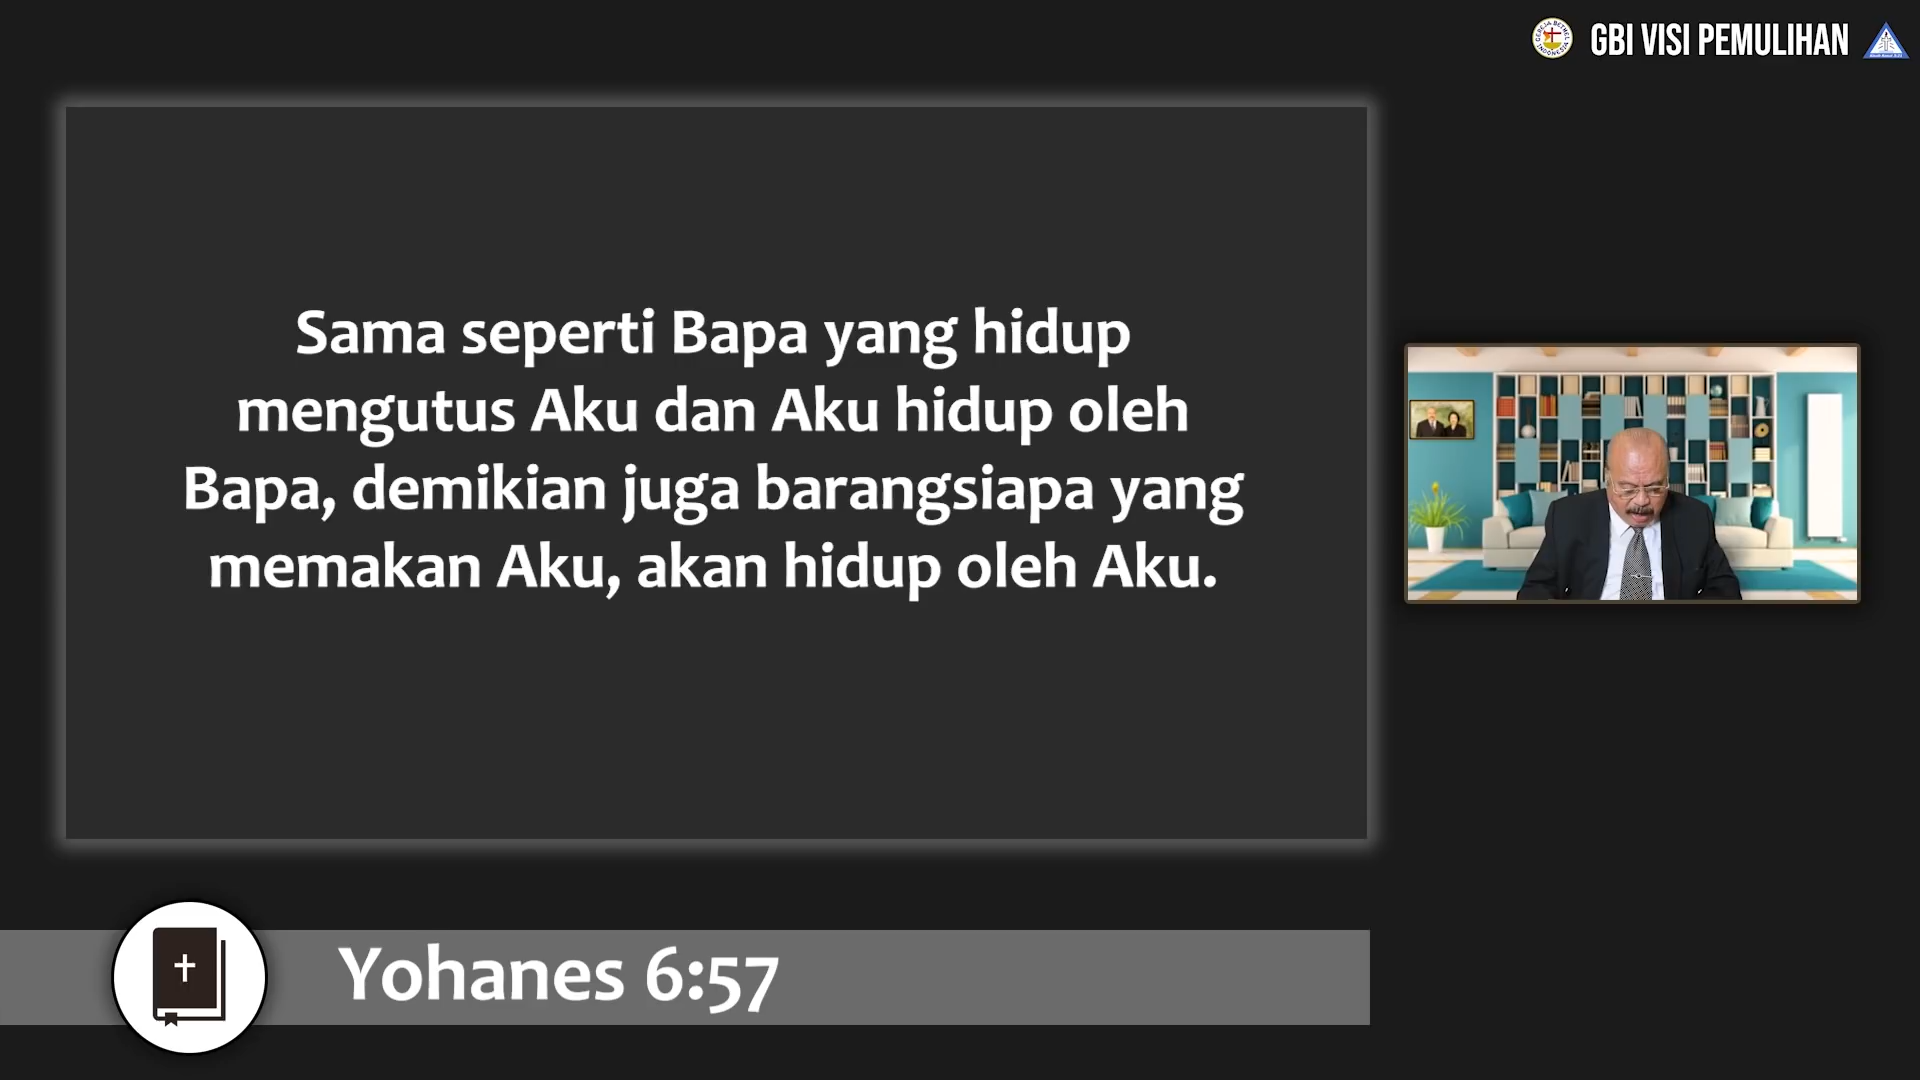 GBI VISI PEMULIHAN
Sama seperti Bapa yang hidup
mengutus Aku dan Aku hidup oleh
Bapa, demikian juga barangsiapa yang
memakan Aku, akan hidup oleh Aku.
Yohanes 6:57